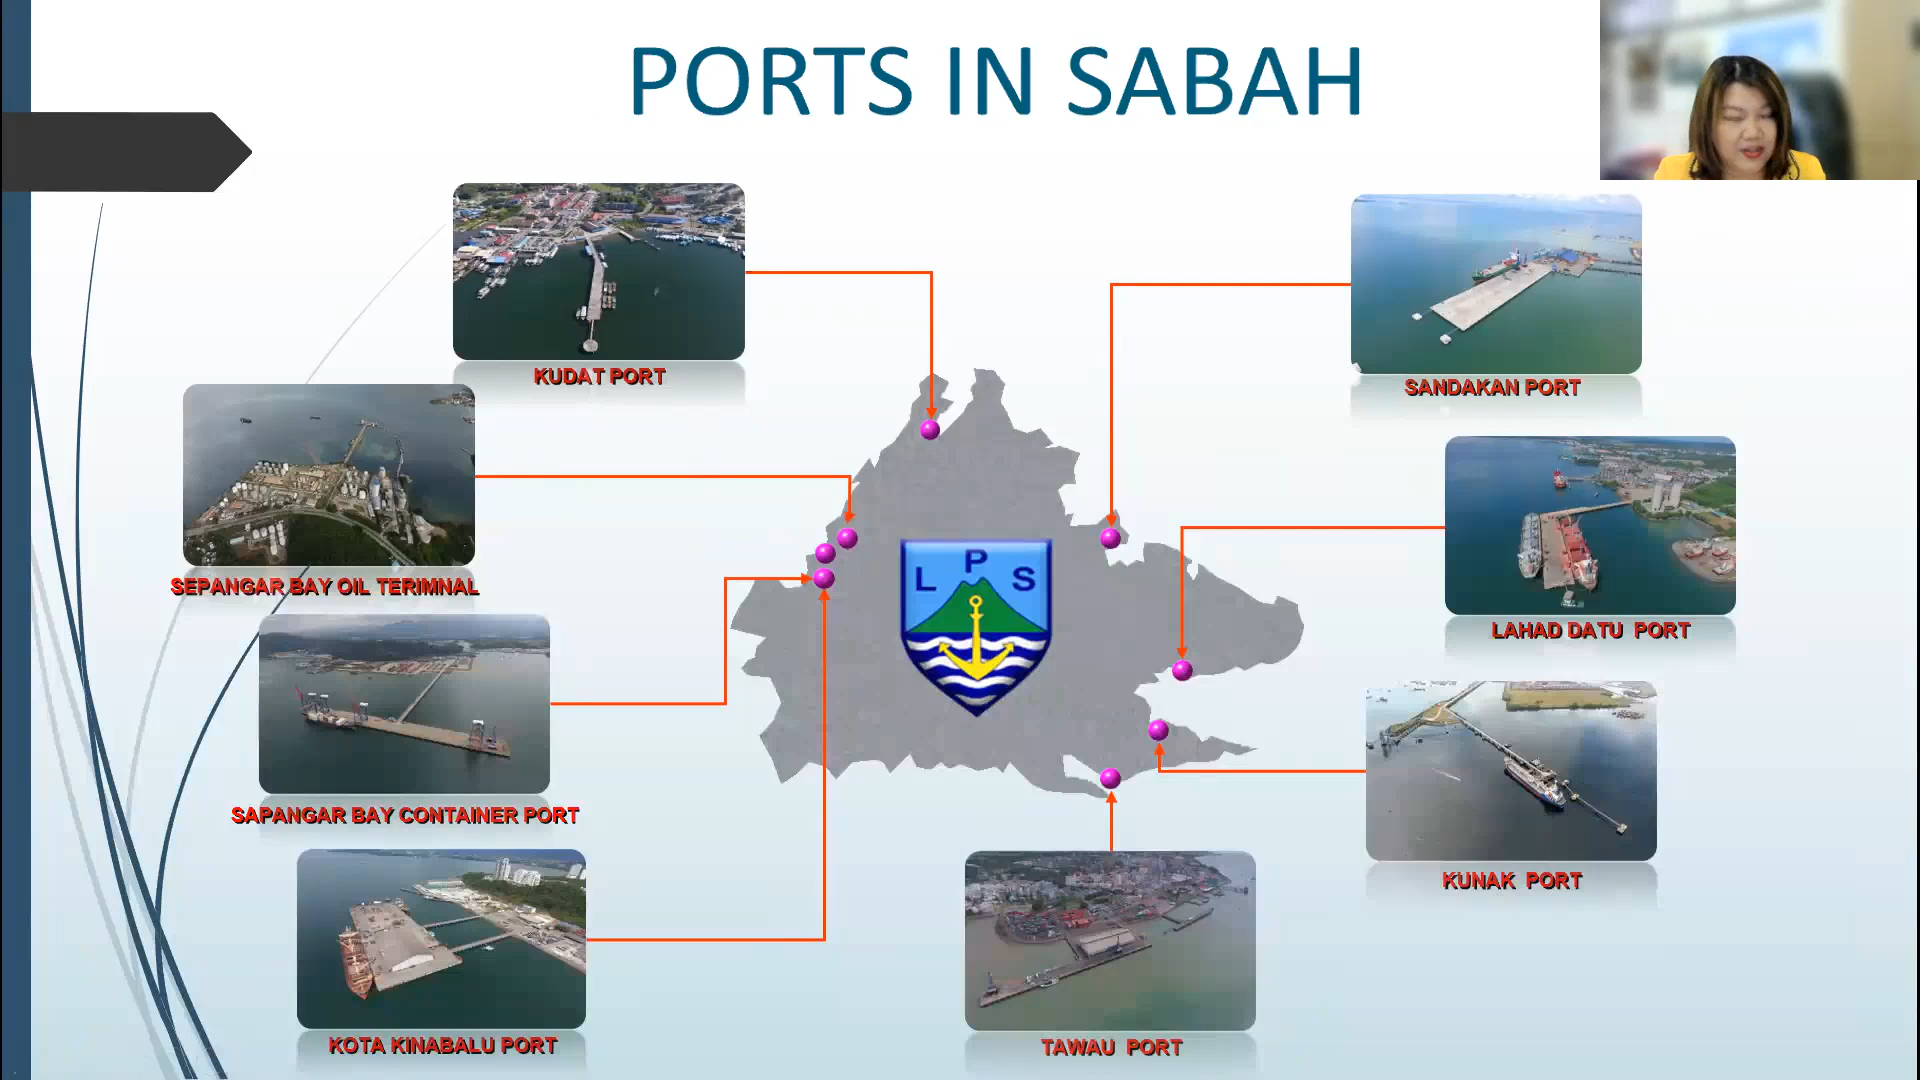 PORTS IN SABAH
KUDAT PORT
SANDAKAN PORT
SEPANGAR BAY OIL TERIMNAL
L P S
LAHAD DATU PORT
SAPANGAR BAY CONTAINER PORT
KUNAK PORT
KOTA KINABALU PORT
TAWAU PORT